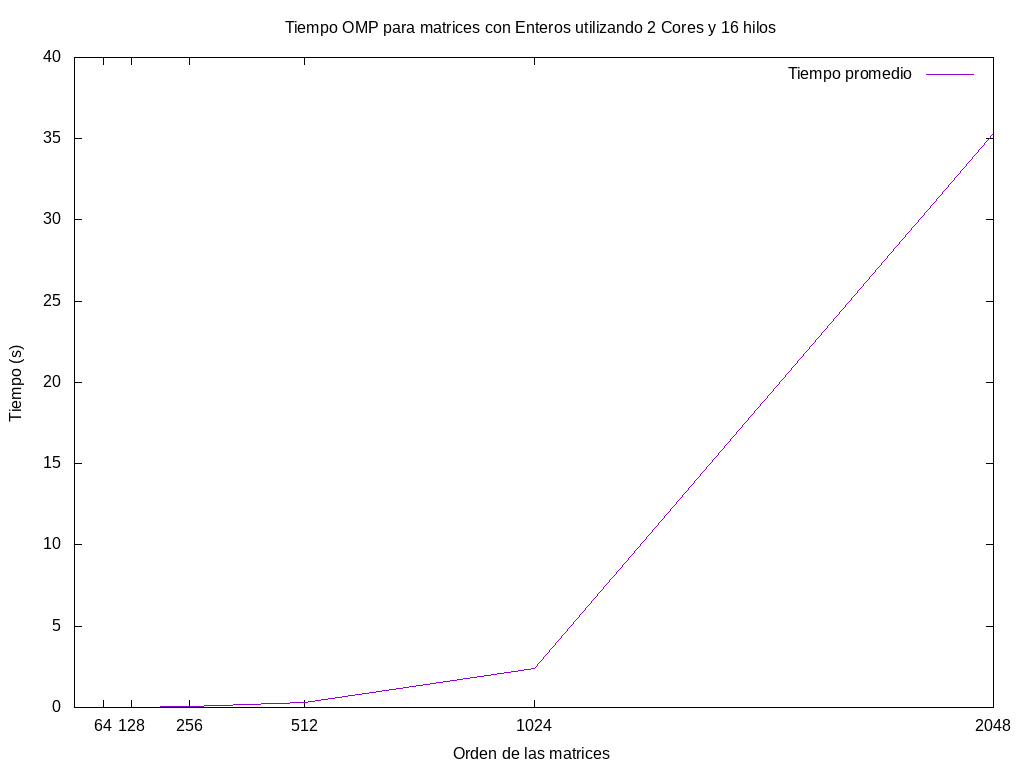 Tiempo OMP para matrices con Enteros utilizando 2 Cores y 16 hilos
Tiempo promedio
40
35
30
25
20
15
10
5
0
Tiempo (s)
64 128 256 512 1024 2048
Orden de las matrices